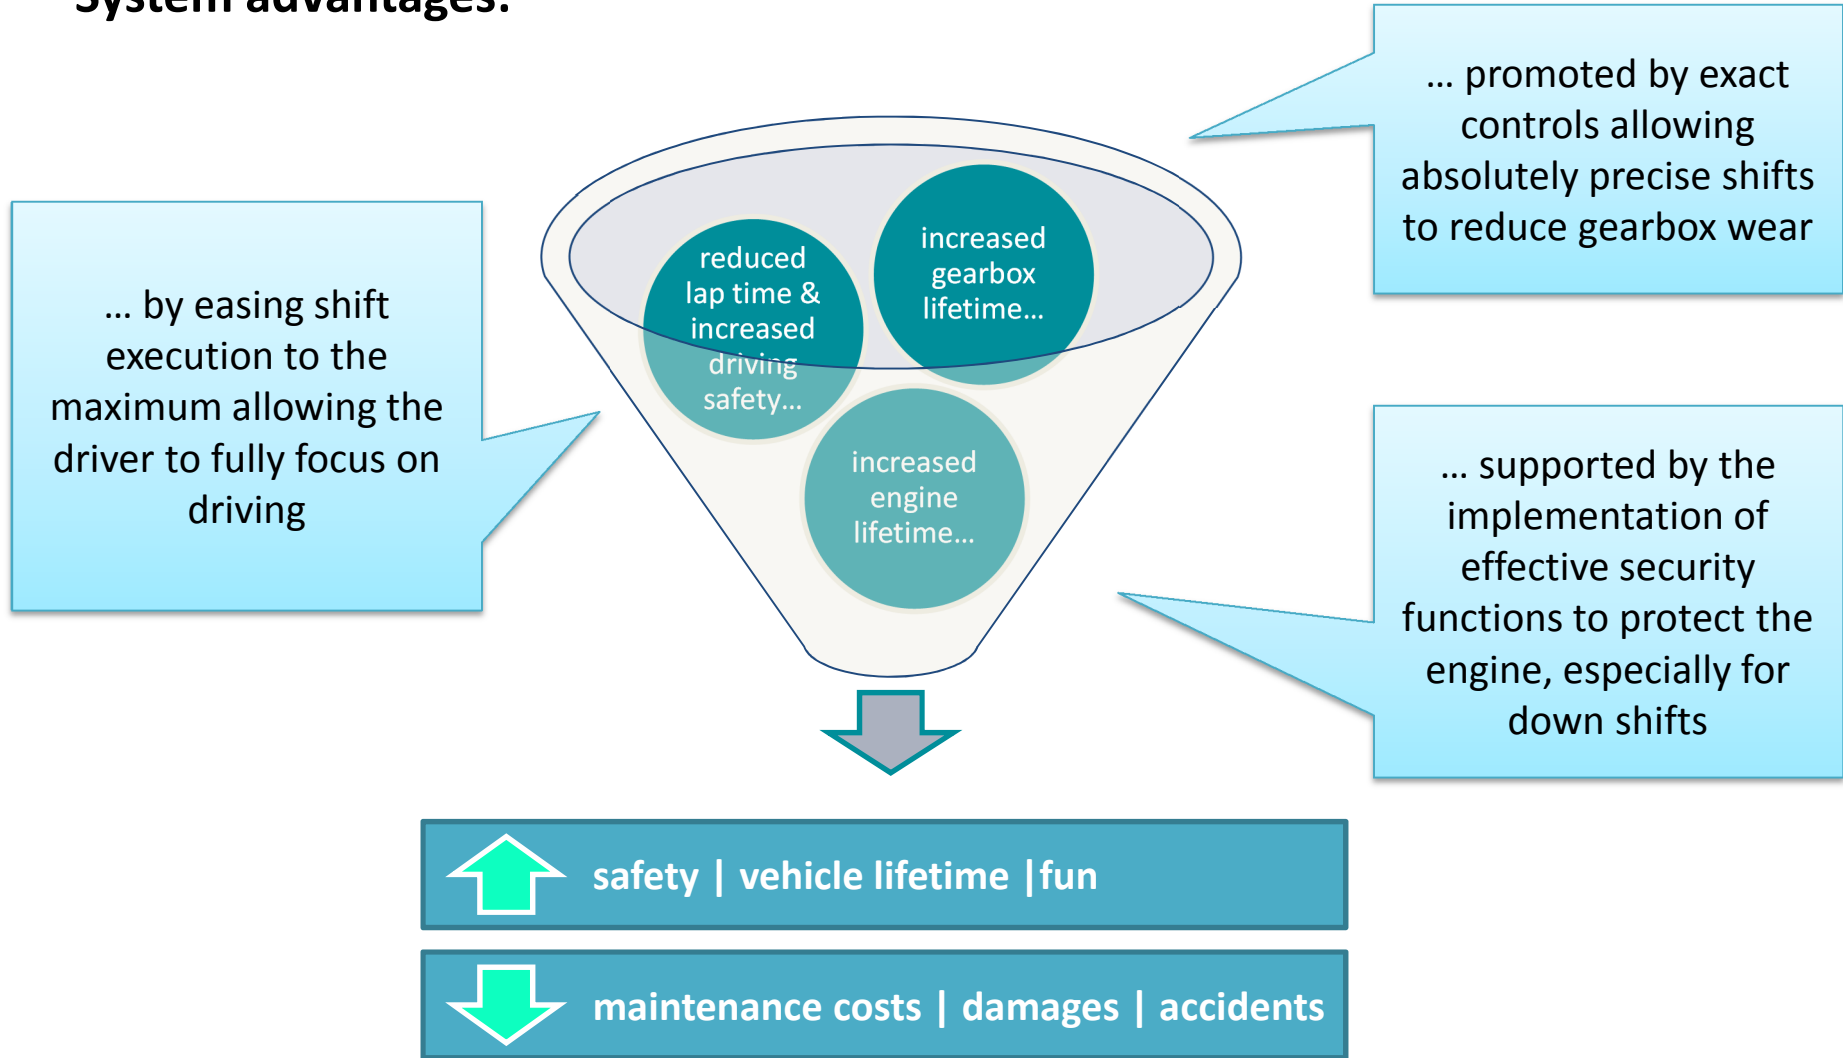 System advantages:
… promoted by exact
controls allowing
absolutely precise shifts
to reduce gearbox wear
… by easing shift
execution to the
maximum allowing the
driver to fully focus on
driving
reduced
lap time &
increased
driving
safety…
increased
gearbox
lifetime…
increased
engine
lifetime…
… supported by the
implementation of
effective security
functions to protect the
engine, especially for
down shifts
safety | vehicle lifetime |fun
maintenance costs | damages | accidents